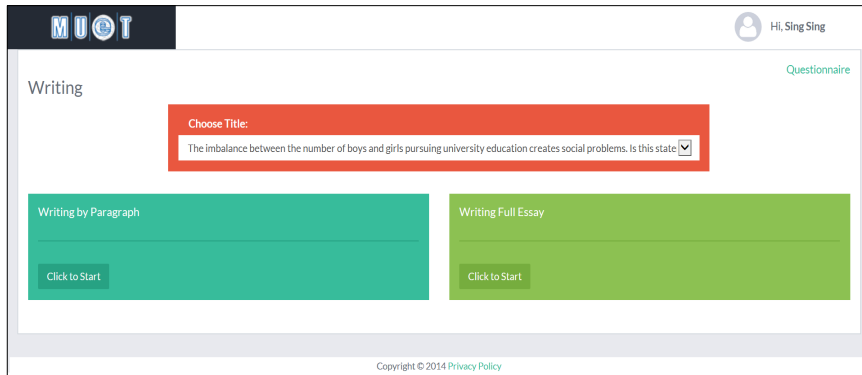 MU T
Hi, Sing Sing
Questionnaire
Writing
Choose Title:
The imbalance between the number of boys and girls pursuing university education creates social problems. Is this state
Writing by Paragraph
Writing Full Essay
Click to Start
Click to Start
Copyright © 2014 Privacy Policy